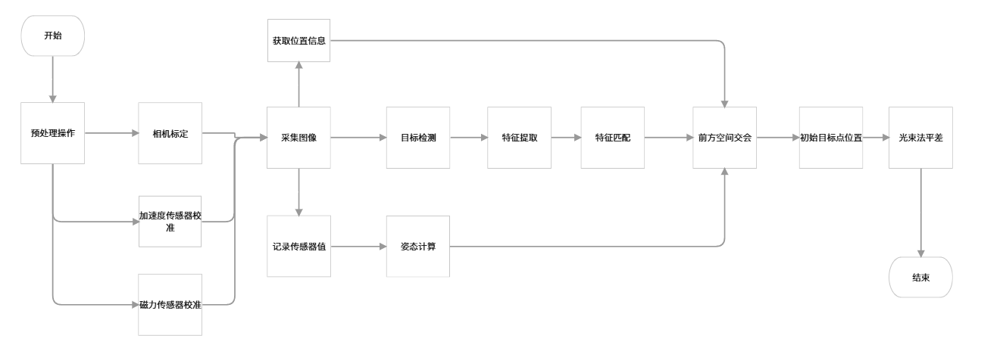 开始
获取位置信息
预处理操作
相机标定
采集图像
目标检测
特征提取
特征匹配
前方空间交会
初始目标点位置
光束法平差
加速度传感器校
准
记录传感器值
姿态计算
结束
磁力传感器校准